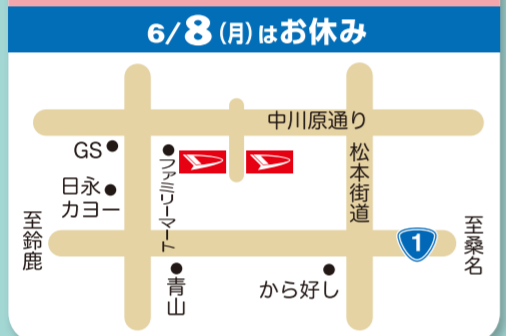 6/8(月)はお休み
中川原通り
GS
日永
カヨー
ファミリーマート
松本街道
至鈴鹿
至桑名
1
青山
から好し